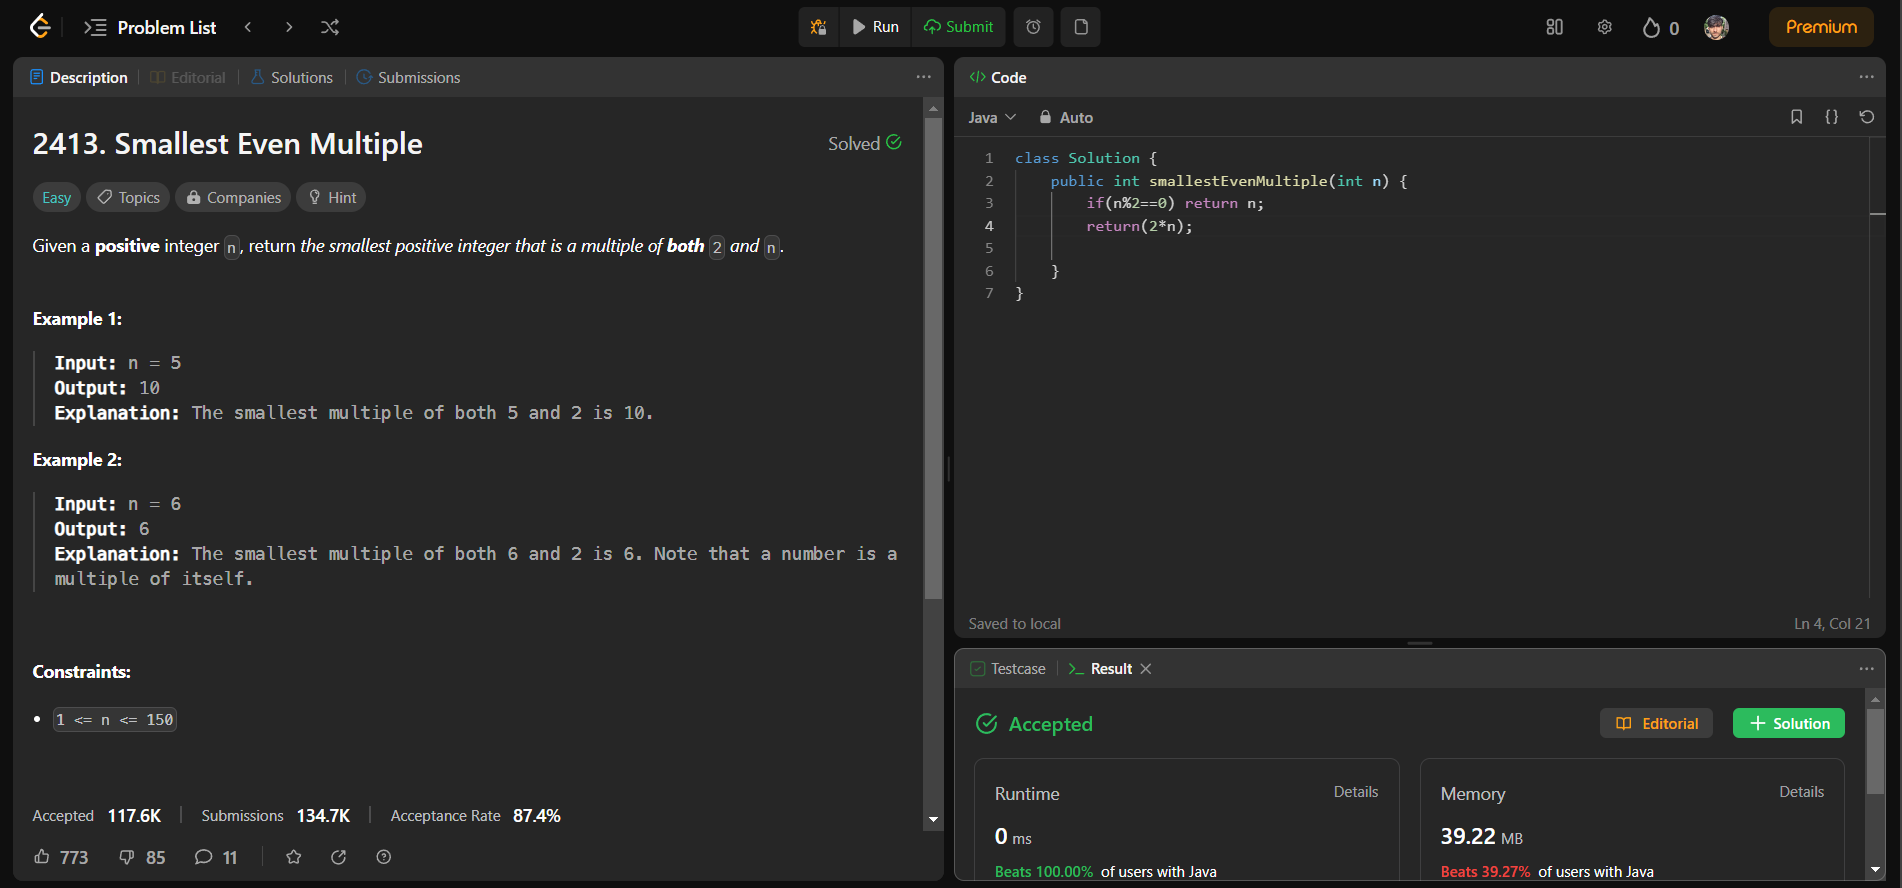 Problem List
Run
Submit
0
Premium
Description
Editorial
Solutions
Submissions
2413. Smallest Even Multiple
Solved
Easy
Topics
Companies
Hint
Given a positive integer n, return the smallest positive integer that is a multiple of both 2 and n.
Example 1:
Input: n = 5
Output: 10
Explanation: The smallest multiple of both 5 and 2 is 10.
Example 2:
Input: n = 6
Output: 6
Explanation: The smallest multiple of both 6 and 2 is 6. Note that a number is a
multiple of itself.
Constraints:
• 1 <= n <= 150
Accepted 117.6K
Submissions 134.7K
Acceptance Rate 87.4%
773
85
11
</> Code
Java
Auto
1 class Solution {
2 public int smallestEvenMultiple(int n) {
3 if(n%2==0) return n;
4 return(2*n);
5
6 }
7 }
Saved to local
Ln 4, Col 21
Testcase
>_ Result
Accepted
Editorial
+ Solution
Runtime
Details
0 ms
Beats 100.00% of users with Java
Memory
Details
39.22 MB
Beats 39.27% of users with Java